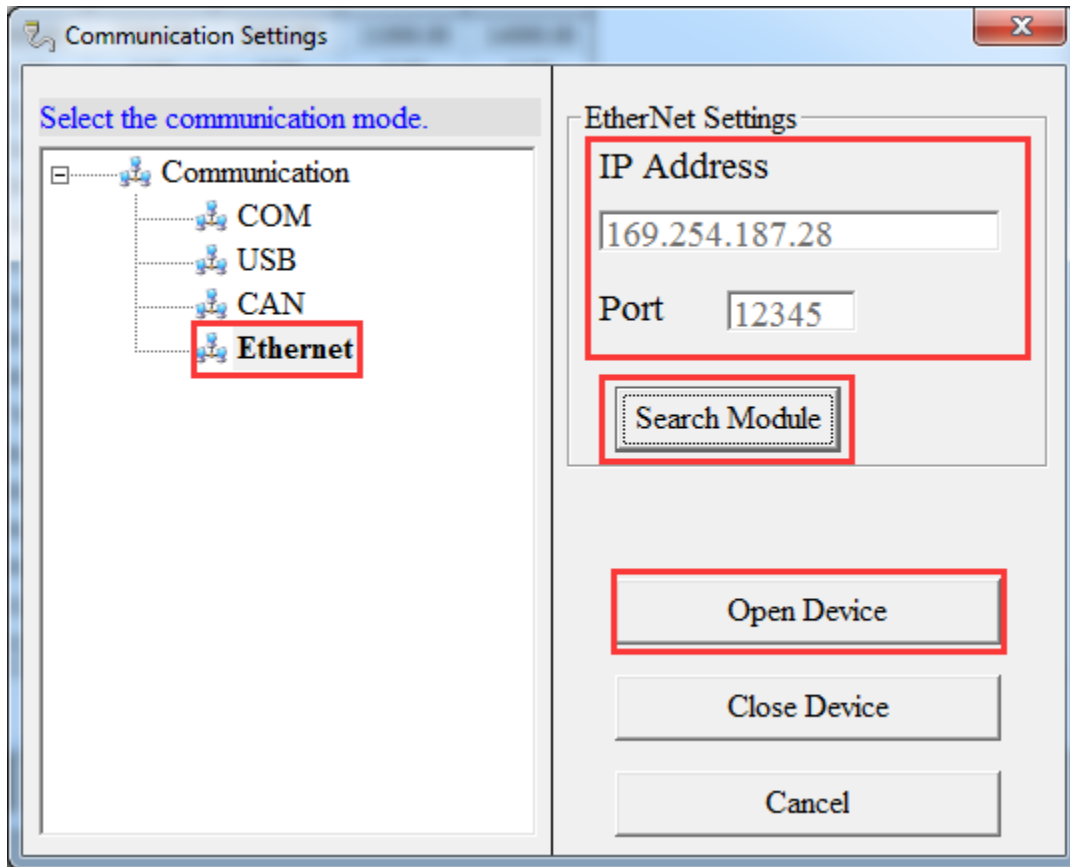 Communication Settings
Select the communication mode.
Communication
COM
USB
CAN
Ethernet
EtherNet Settings
IP Address
169.254.187.28
Port 12345
Search Module
Open Device
Close Device
Cancel